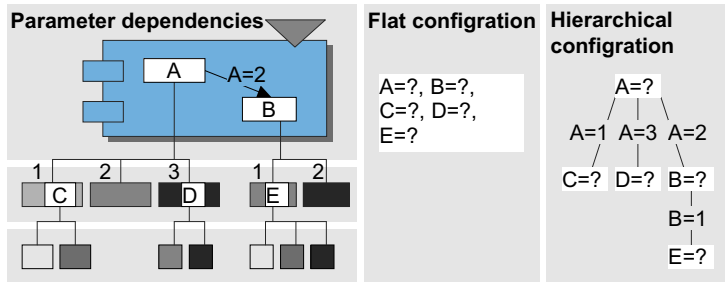 Parameter dependencies
A
A=2
B
1 2 3 1 2
C D E
Flat configration
A=?, B=?,
C=?, D=?,
E=?
Hierarchical
configration
A=?
A=1 A=3 A=2
C=? D=? B=?
B=1
E=?